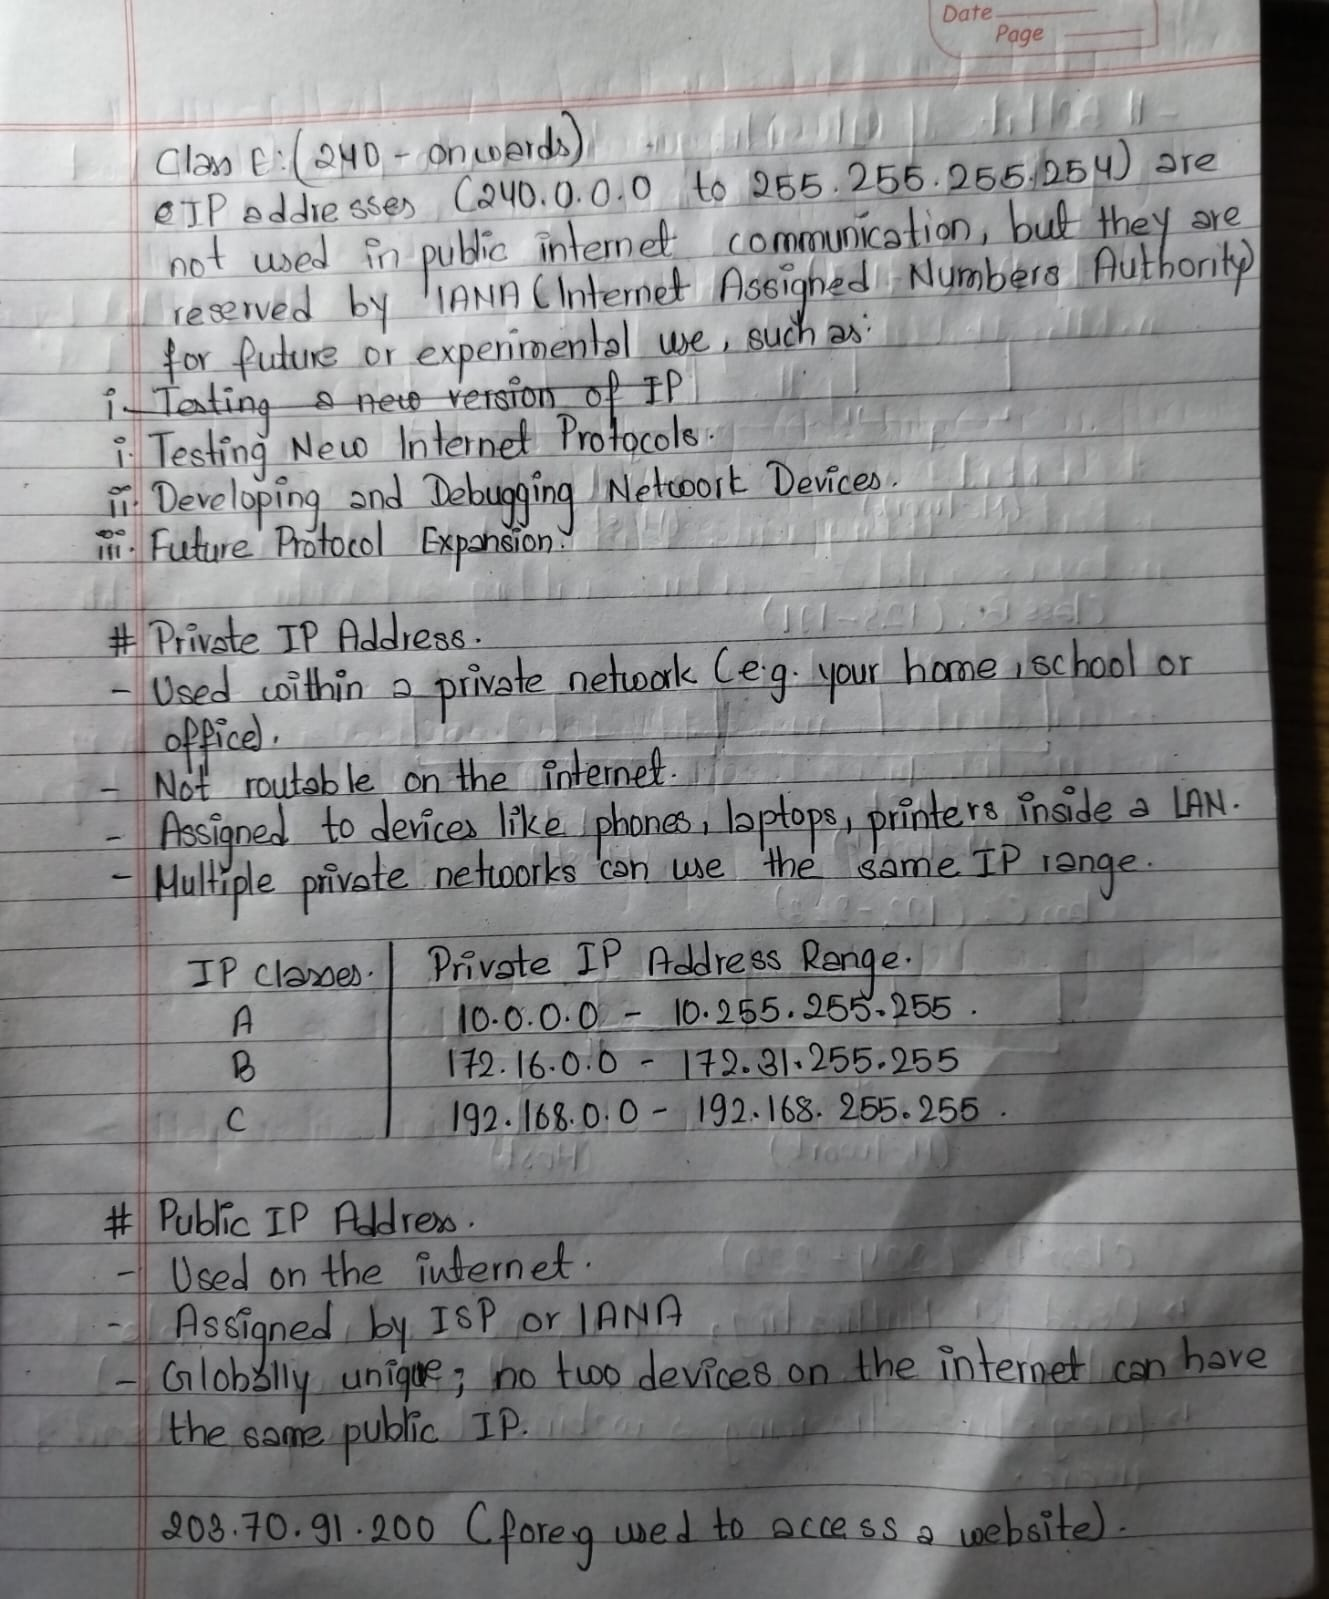 Date
Page
Class E: (240 - onwards)
IP addresses (240.0.0.0 to 255.255.255.254) are
not used in public internet communication, but they are
reserved by IANA (Internet Assigned Numbers Authority)
for future or experimental use, such as:
i. Testing a new version of IP
i. Testing New Internet Protocols.
ii. Developing and Debugging Network Devices.
iii. Future Protocol Expansion.
# Private IP Address.
- Used within a private network (e.g. your home, school or
office).
- Not routable on the internet.
- Assigned to devices like phones, laptops, printers inside a LAN.
- Multiple private networks can use the same IP range.
IP Classes. | Private IP Address Range.
A | 10.0.0.0 - 10.255.255.255.
B | 172.16.0.0 - 172.31.255.255
C | 192.168.0.0 - 192.168.255.255.
# Public IP Address.
- Used on the internet.
- Assigned by ISP or IANA
- Globally unique; no two devices on the internet can have
the same public IP.
203.70.91.200 (for eg used to access a website).